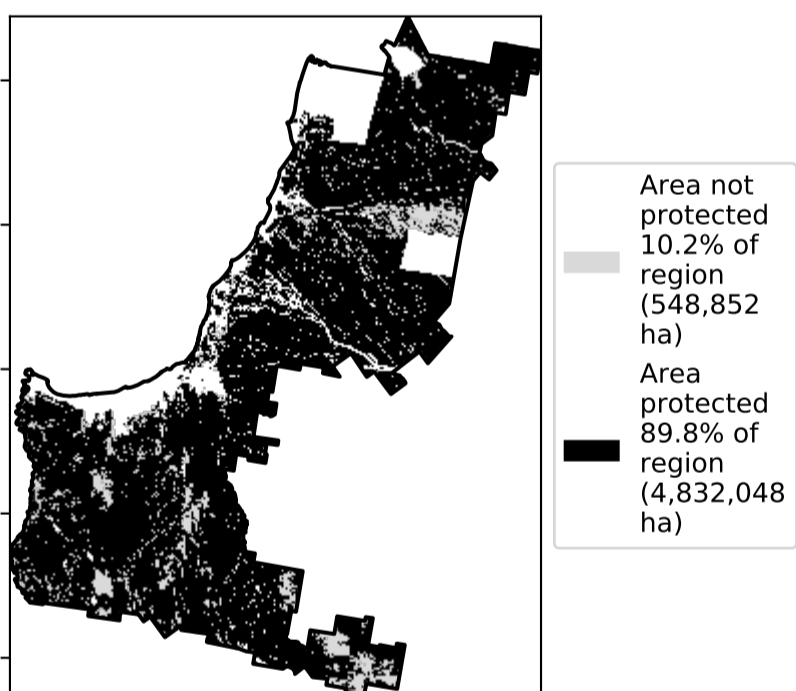 Area not
protected
10.2% of
region
(548,852
ha)
Area
protected
89.8% of
region
(4,832,048
ha)